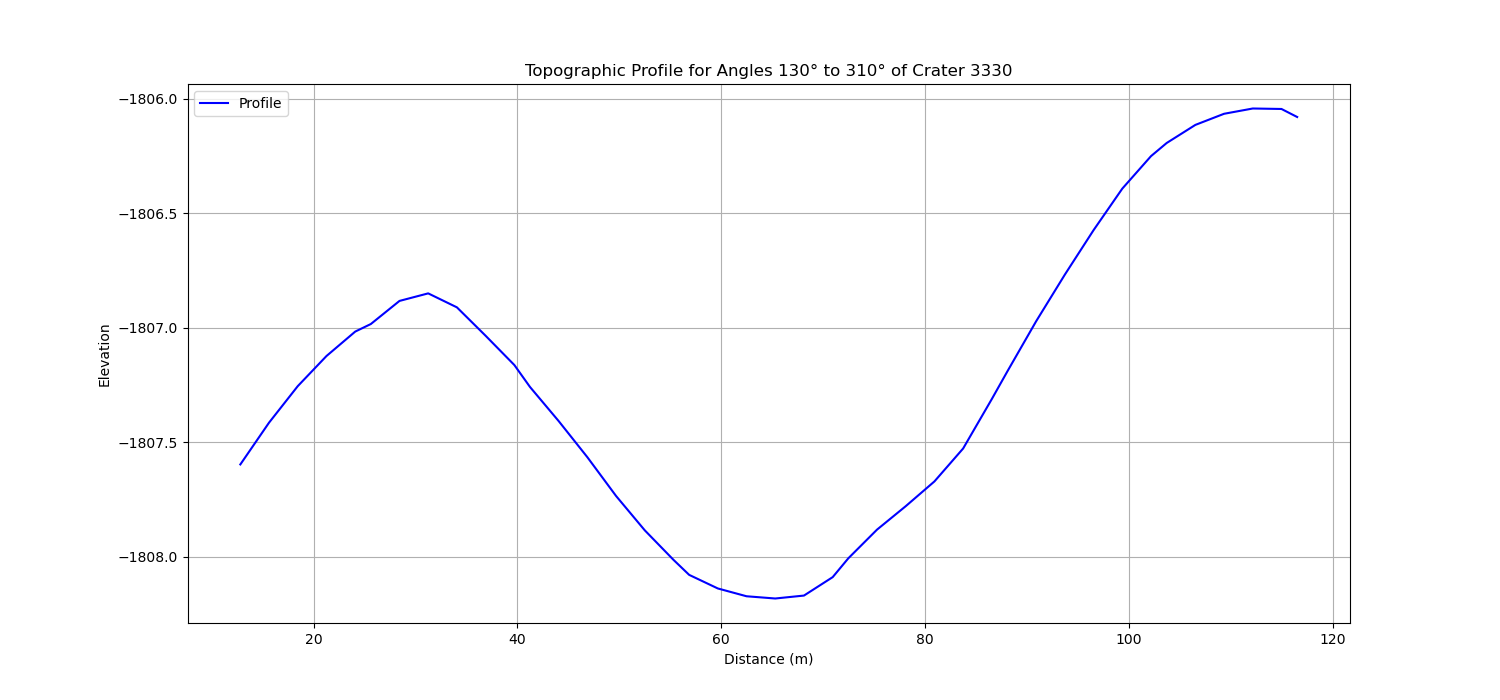 Topographic Profile for Angles 130° to 310° of Crater 3330
Profile
−1806.0
−1806.5
−1807.0
−1807.5
−1808.0
Elevation
20
40
60
80
100
120
Distance (m)